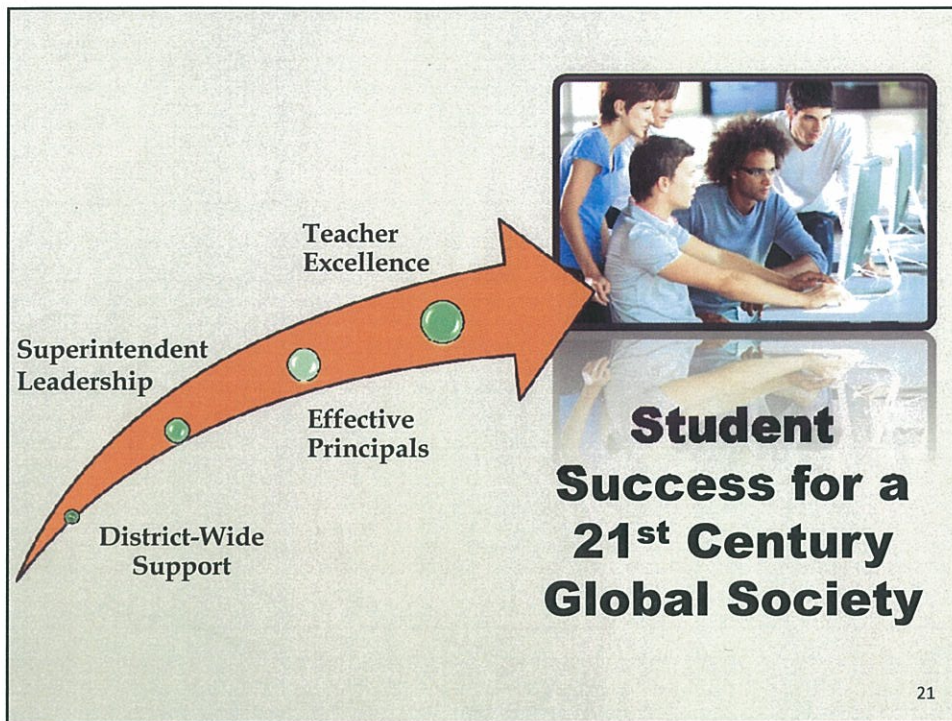 Teacher
Excellence
Superintendent
Leadership
Effective
Principals
District-Wide
Support
Student
Success for a
21st Century
Global Society
21